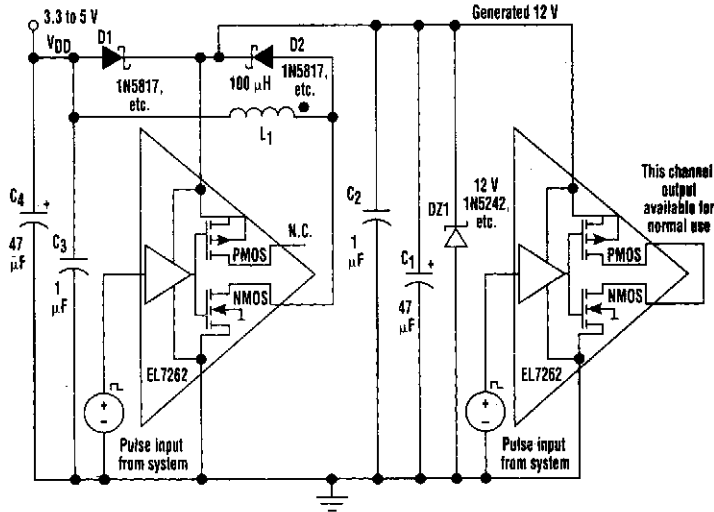 3.3 to 5 V
VDD
D1
1N5817,
etc.
D2
100 µH
1N5817,
etc.
L1
Generated 12 V
C4
+
47
µF
C3
1
µF
N.C.
PMOS
NMOS
EL7262
+
−
Pulse input
from system
C2
1
µF
C1
+
47
µF
12 V
1N5242,
etc.
DZ1
PMOS
NMOS
EL7262
+
−
Pulse input
from system
This channel
output
available for
normal use